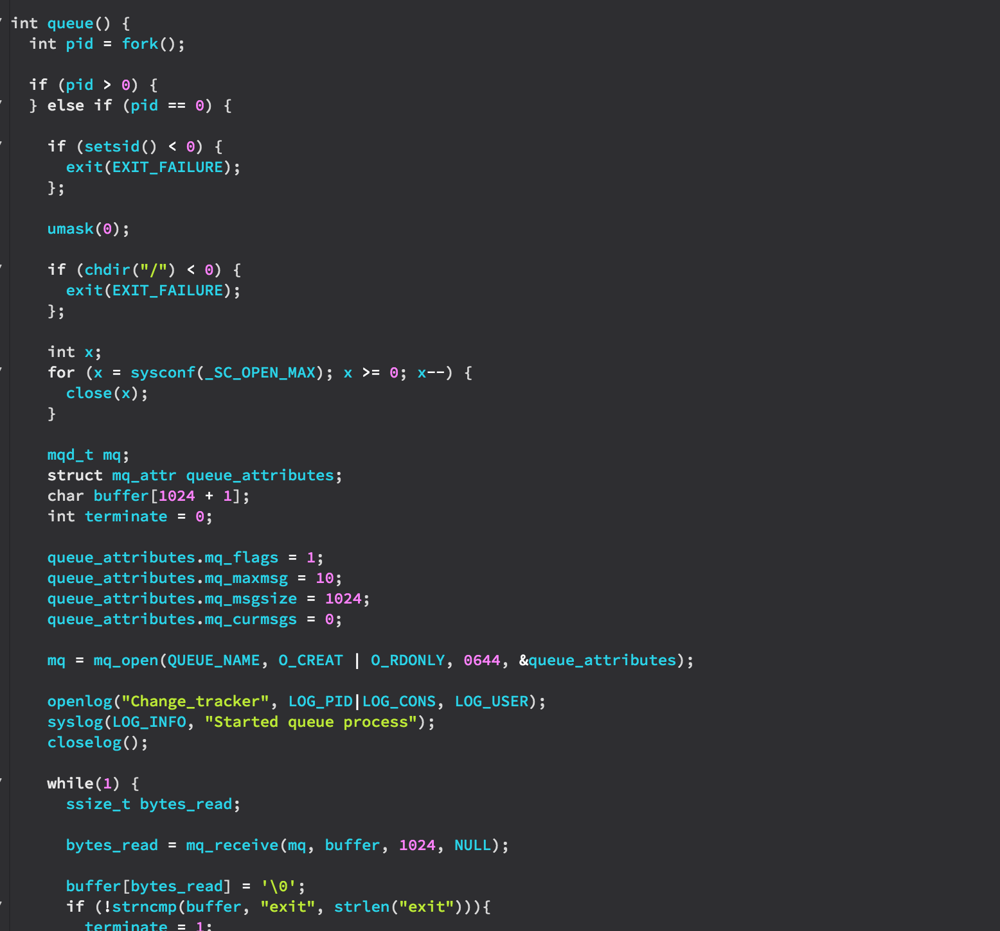 int queue() {
  int pid = fork();

  if (pid > 0) {
  } else if (pid == 0) {

    if (setsid() < 0) {
      exit(EXIT_FAILURE);
    };

    umask(0);

    if (chdir("/") < 0) {
      exit(EXIT_FAILURE);
    };

    int x;
    for (x = sysconf(_SC_OPEN_MAX); x >= 0; x--) {
      close(x);
    }

    mqd_t mq;
    struct mq_attr queue_attributes;
    char buffer[1024 + 1];
    int terminate = 0;

    queue_attributes.mq_flags = 1;
    queue_attributes.mq_maxmsg = 10;
    queue_attributes.mq_msgsize = 1024;
    queue_attributes.mq_curmsgs = 0;

    mq = mq_open(QUEUE_NAME, O_CREAT | O_RDONLY, 0644, &queue_attributes);

    openlog("Change_tracker", LOG_PID|LOG_CONS, LOG_USER);
    syslog(LOG_INFO, "Started queue process");
    closelog();

    while(1) {
      ssize_t bytes_read;

      bytes_read = mq_receive(mq, buffer, 1024, NULL);

      buffer[bytes_read] = '\0';
      if (!strncmp(buffer, "exit", strlen("exit"))){
        terminate = 1;